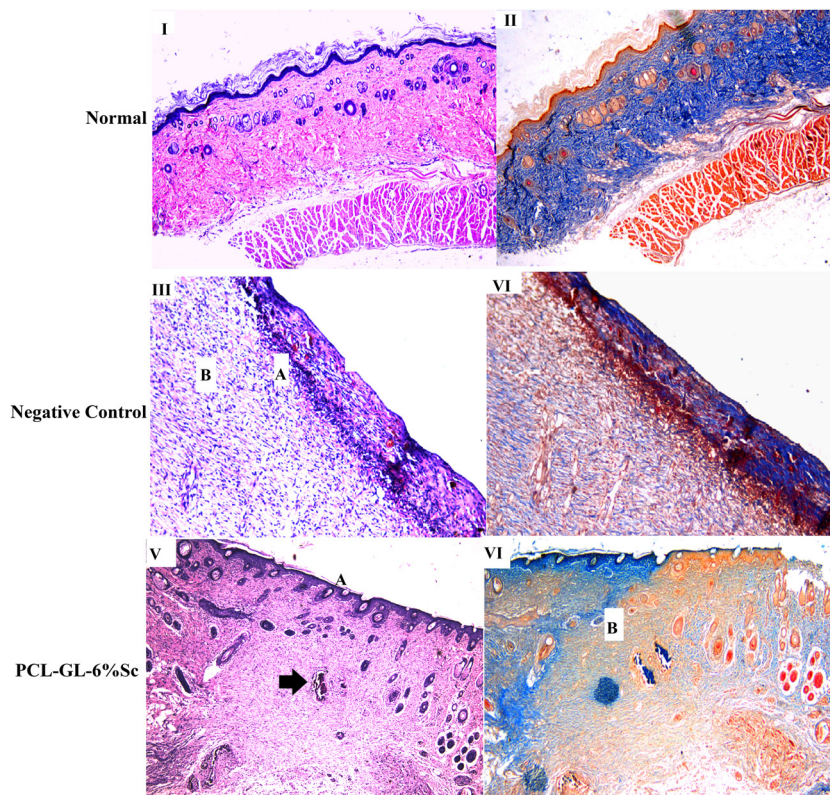 I
II
Normal
III
VI
B
A
Negative Control
V
VI
A
B
PCL-GL-6%Sc